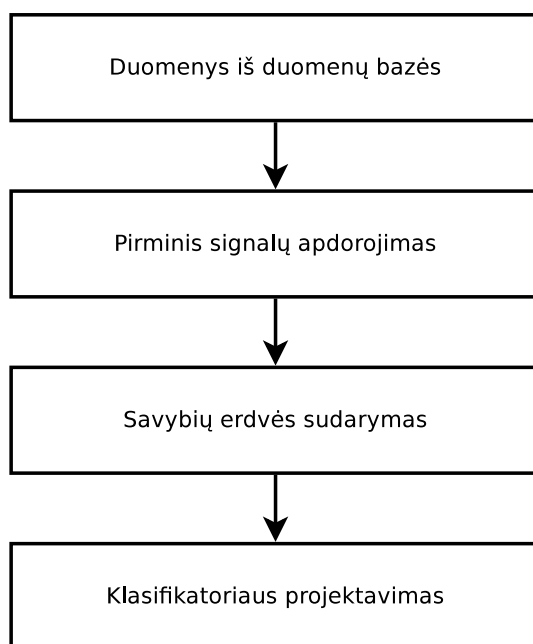 Duomenys iš duomenų bazės
Pirminis signalų apdorojimas
Savybių erdvės sudarymas
Klasifikatoriaus projektavimas